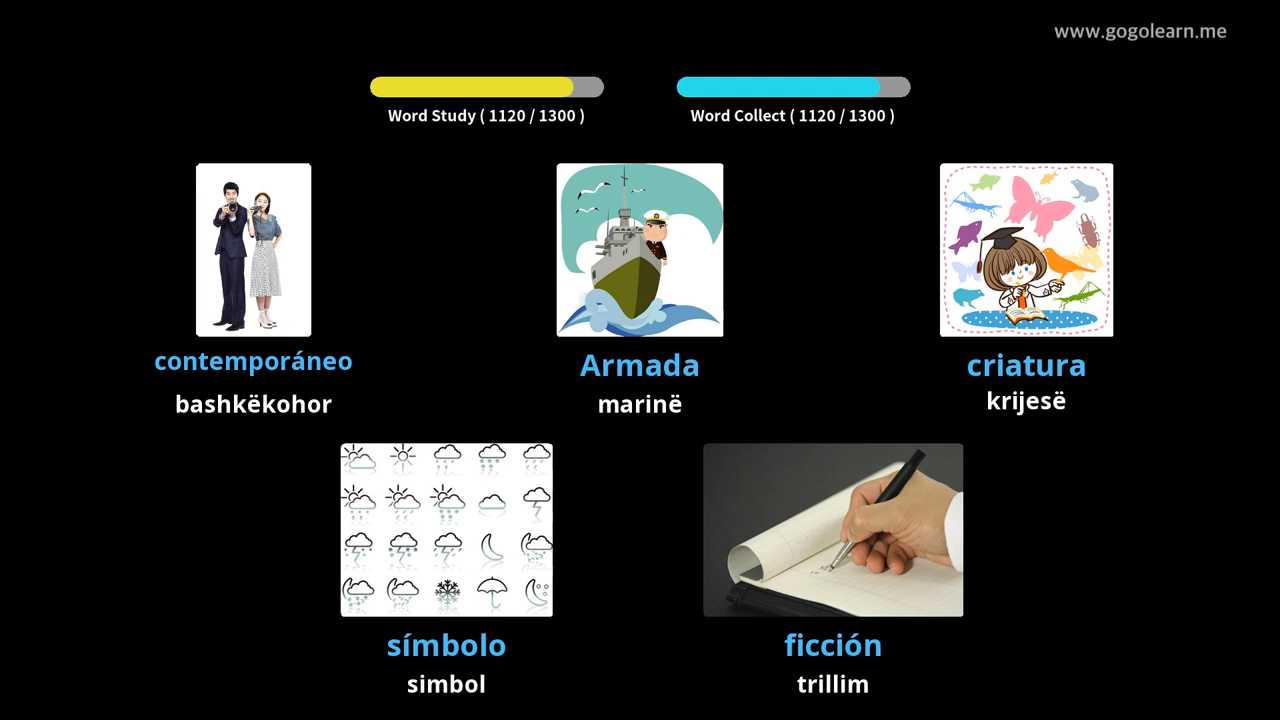 www.gogolearn.me
Word Study ( 1120 / 1300 )
Word Collect ( 1120 / 1300 )
contemporáneo
bashkëkohor
Armada
marinë
criatura
krijesë
símbolo
simbol
ficción
trillim